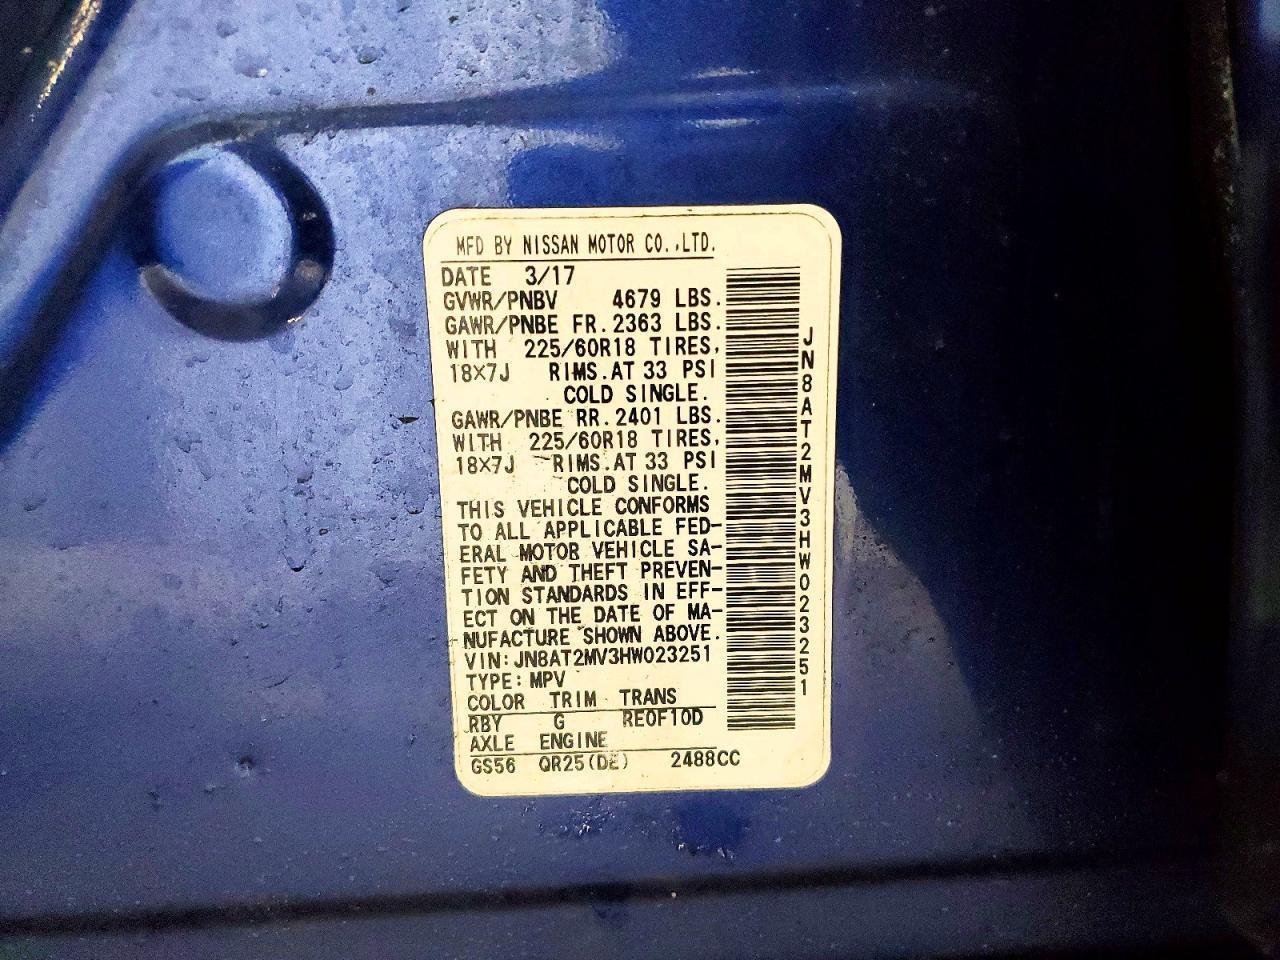 MFD BY NISSAN MOTOR CO.,LTD.
DATE 3/17
GVWR/PNBV 4679 LBS.
GAWR/PNBE FR. 2363 LBS.
WITH 225/60R18 TIRES,
18X7J RIMS. AT 33 PSI
COLD SINGLE.
GAWR/PNBE RR. 2401 LBS.
WITH 225/60R18 TIRES,
18X7J RIMS. AT 33 PSI
COLD SINGLE.
THIS VEHICLE CONFORMS
TO ALL APPLICABLE FED-
ERAL MOTOR VEHICLE SA-
FETY AND THEFT PREVEN-
TION STANDARDS IN EFF-
ECT ON THE DATE OF MA-
NUFACTURE SHOWN ABOVE.
VIN: JN8AT2MV3HW023251
TYPE: MPV
COLOR TRIM TRANS
RBY G RE0F10D
AXLE ENGINE
GS56 QR25(DE) 2488CC
JN8AT2MV3HW023251